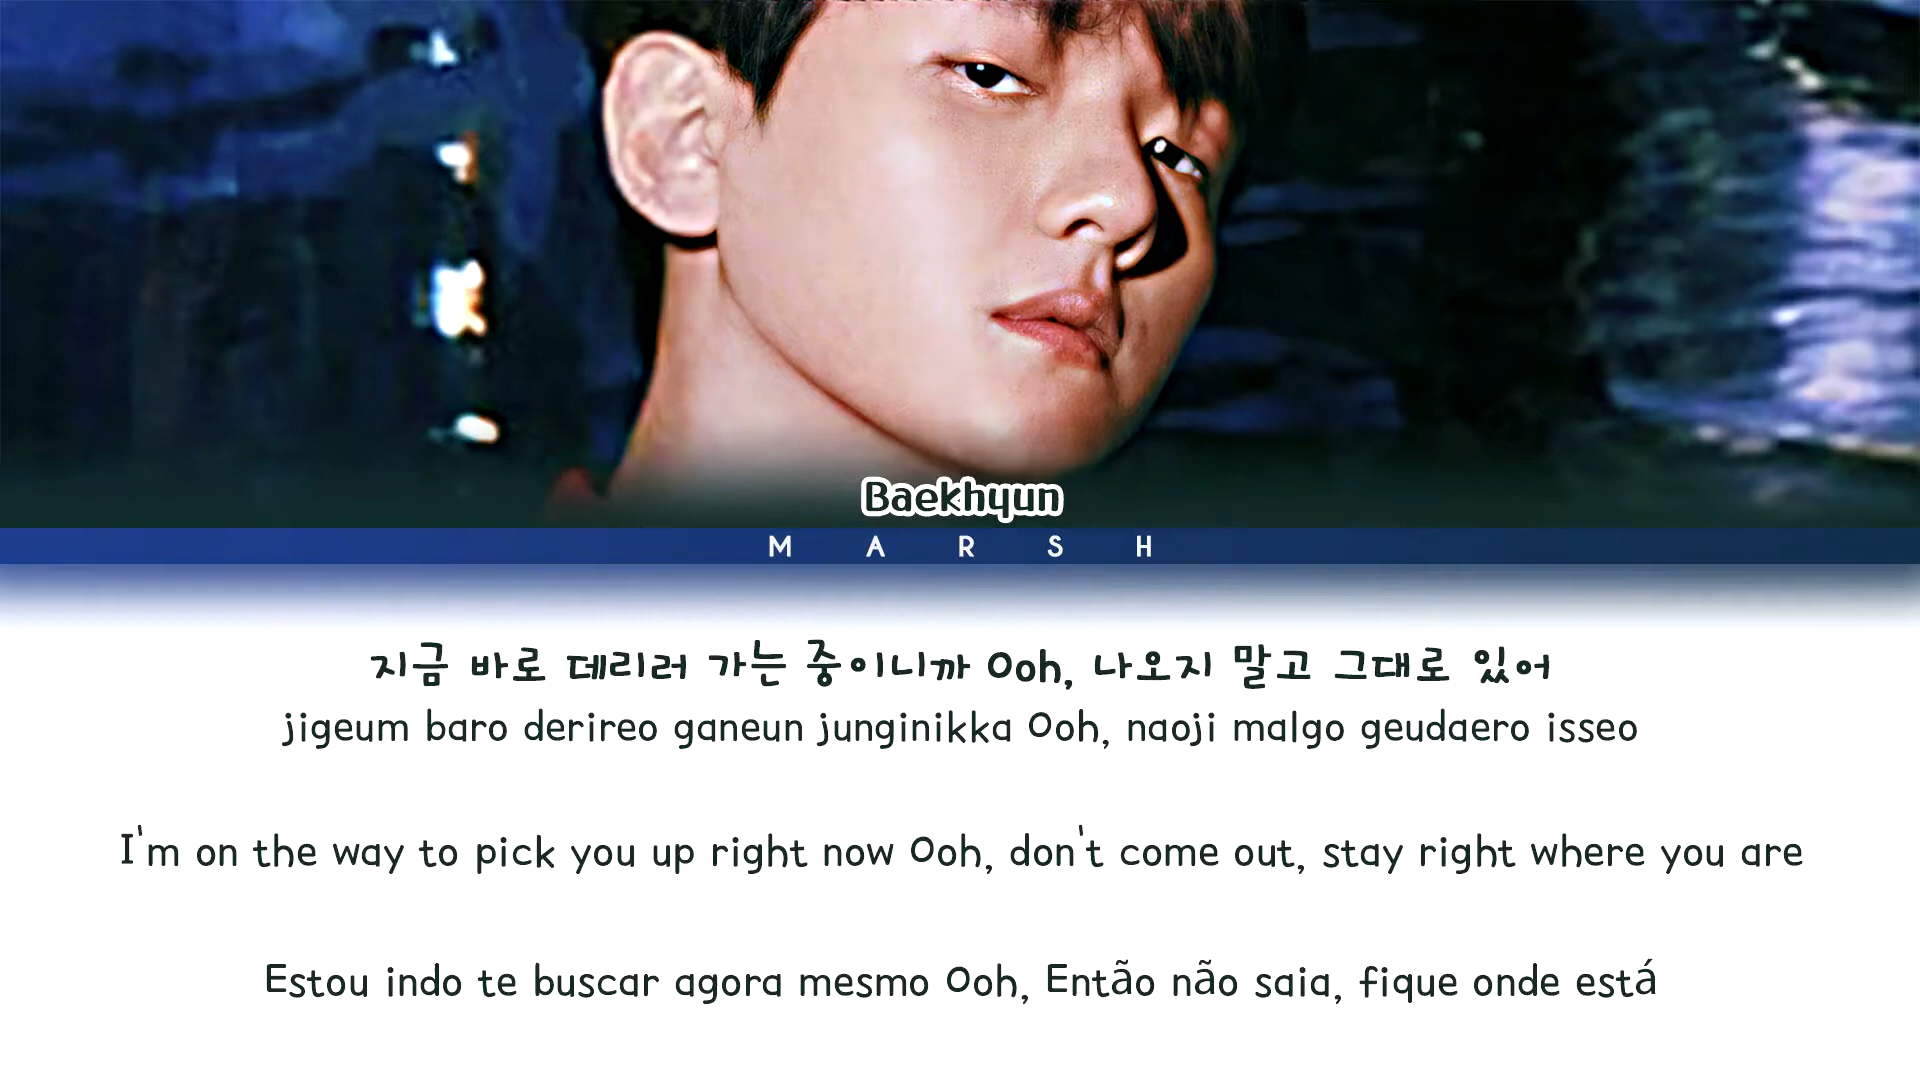 Baekhyun
M A R S H
지금 바로 데리러 가는 중이니까 Ooh, 나오지 말고 그대로 있어
jigeum baro derireo ganeun junginikka Ooh, naoji malgo geudaero isseo
I'm on the way to pick you up right now Ooh, don't come out, stay right where you are
Estou indo te buscar agora mesmo Ooh, Então não saia, fique onde está